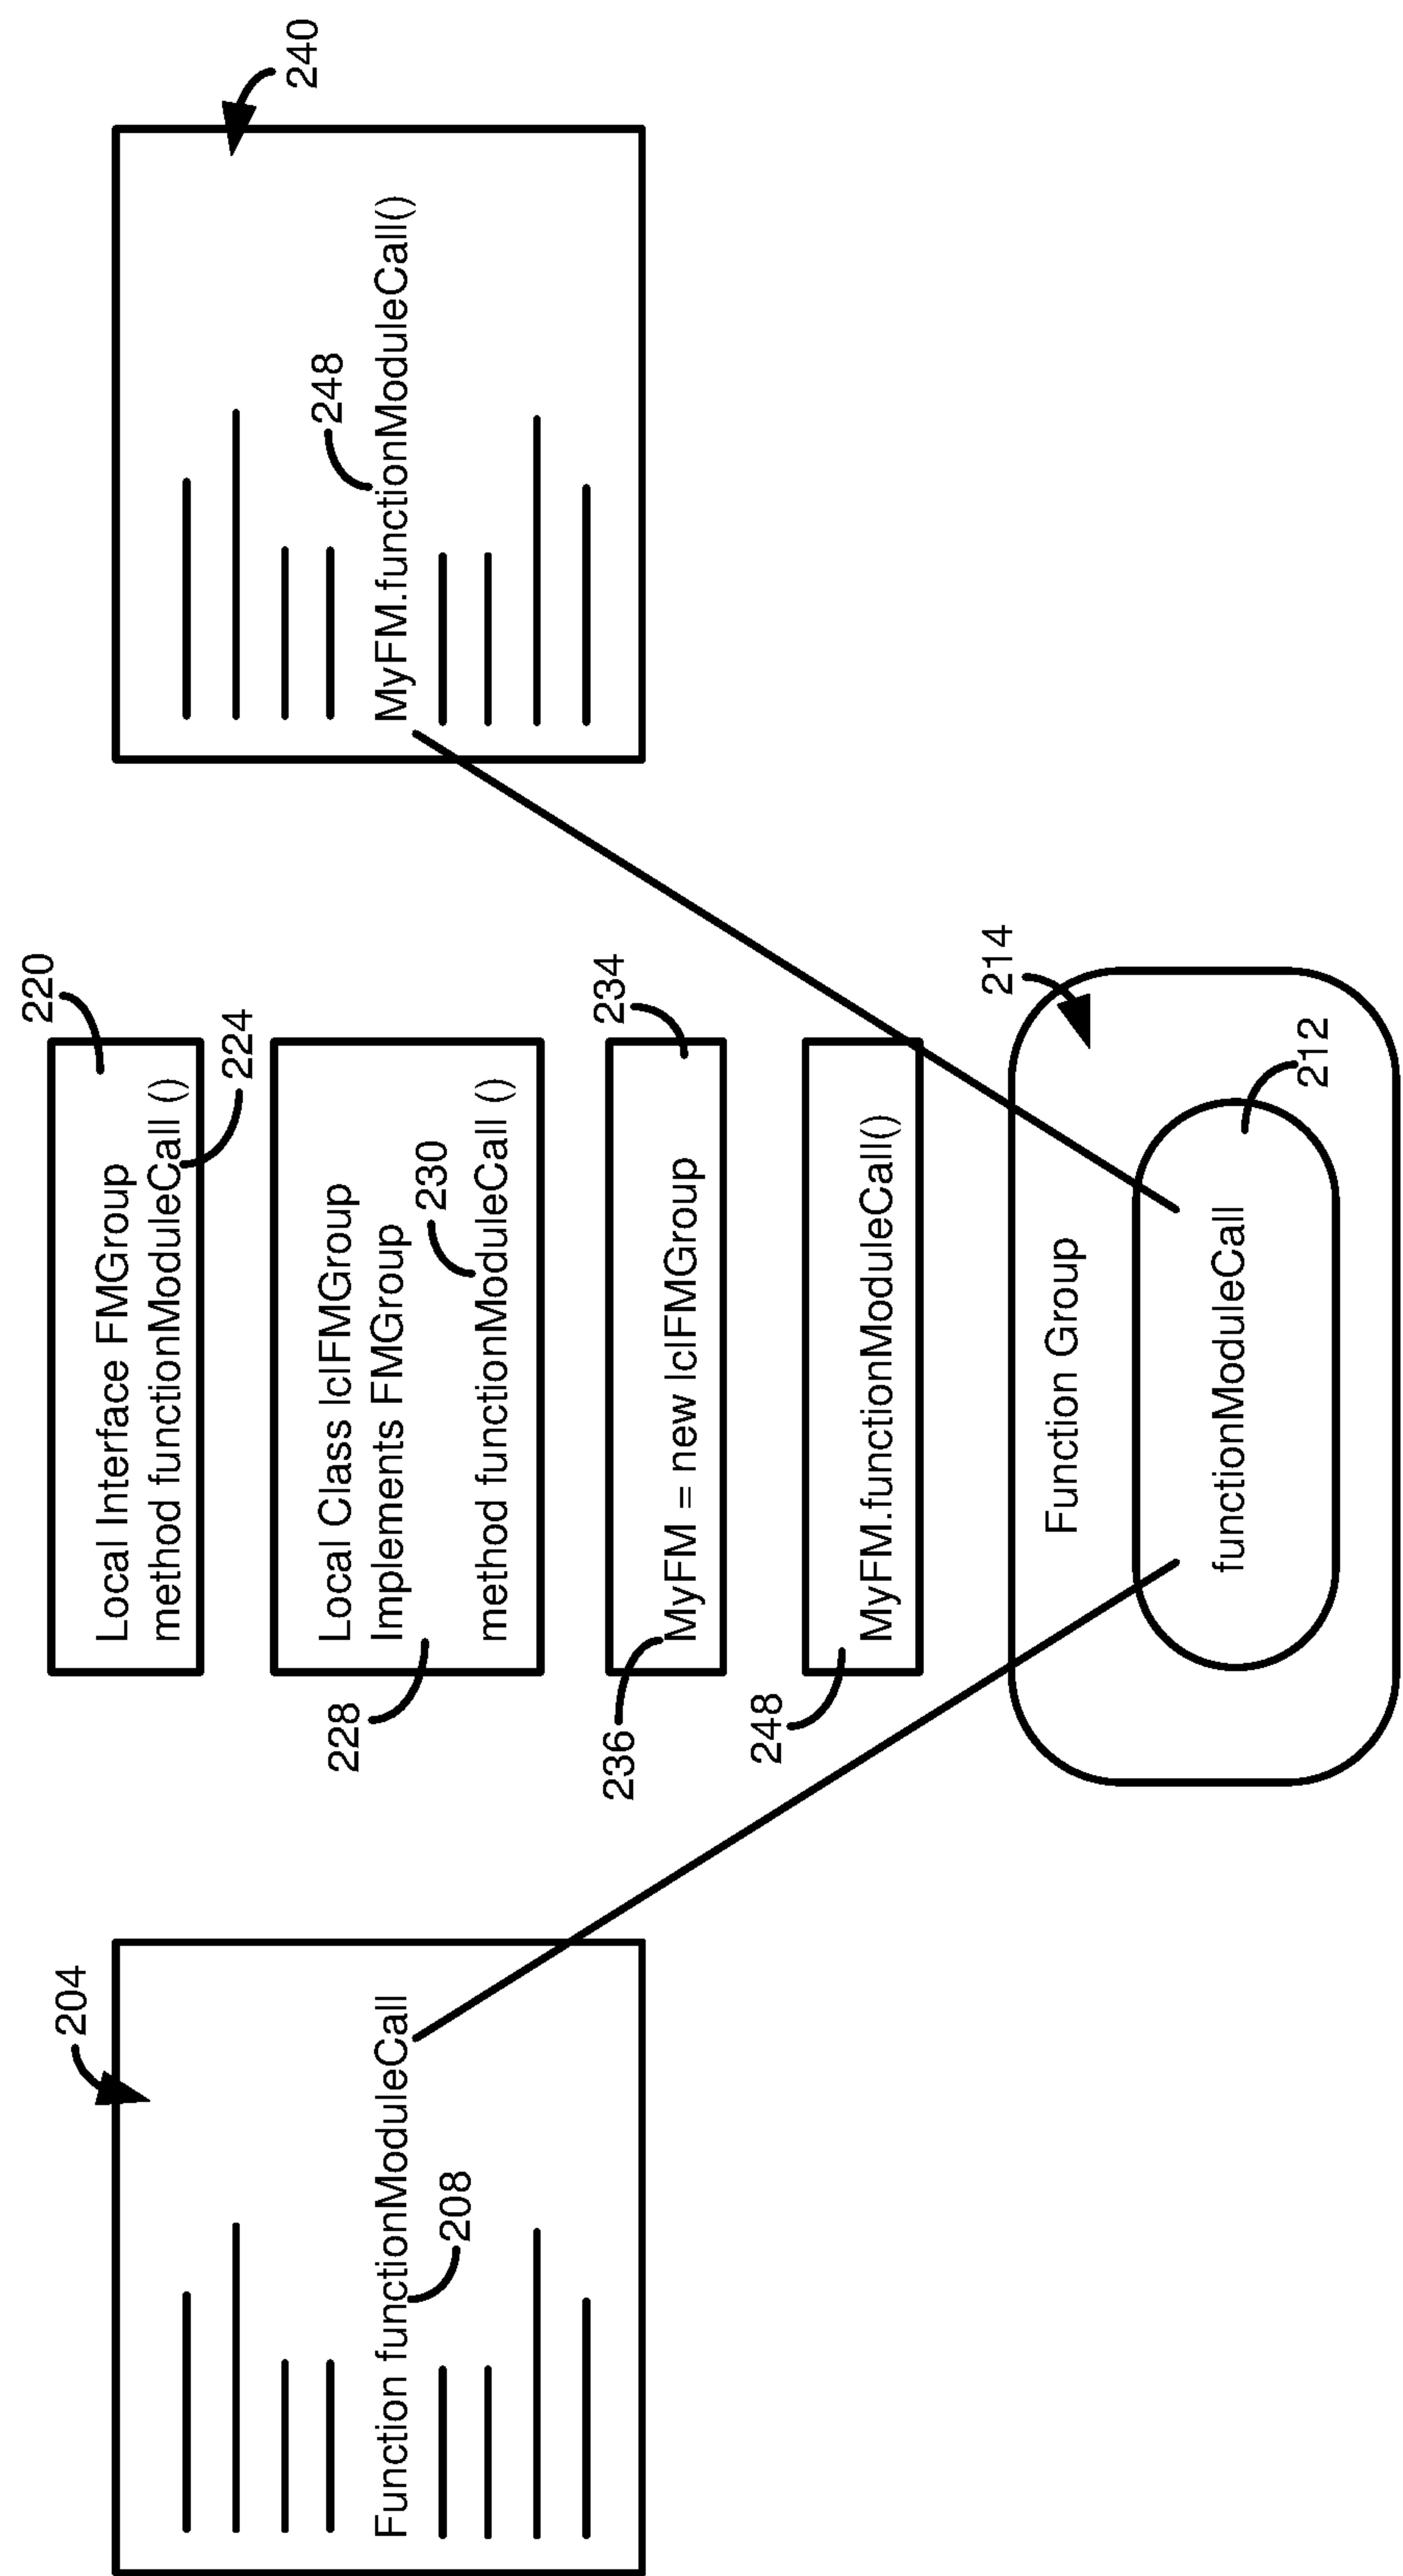 204
Function functionModuleCall
208
220
Local Interface FMGroup
method functionModuleCall ()
224
228
Local Class lclFMGroup
Implements FMGroup
230
method functionModuleCall ()
234
236
MyFM = new lclFMGroup
248
MyFM.functionModuleCall()
240
248
MyFM.functionModuleCall()
214
Function Group
212
functionModuleCall